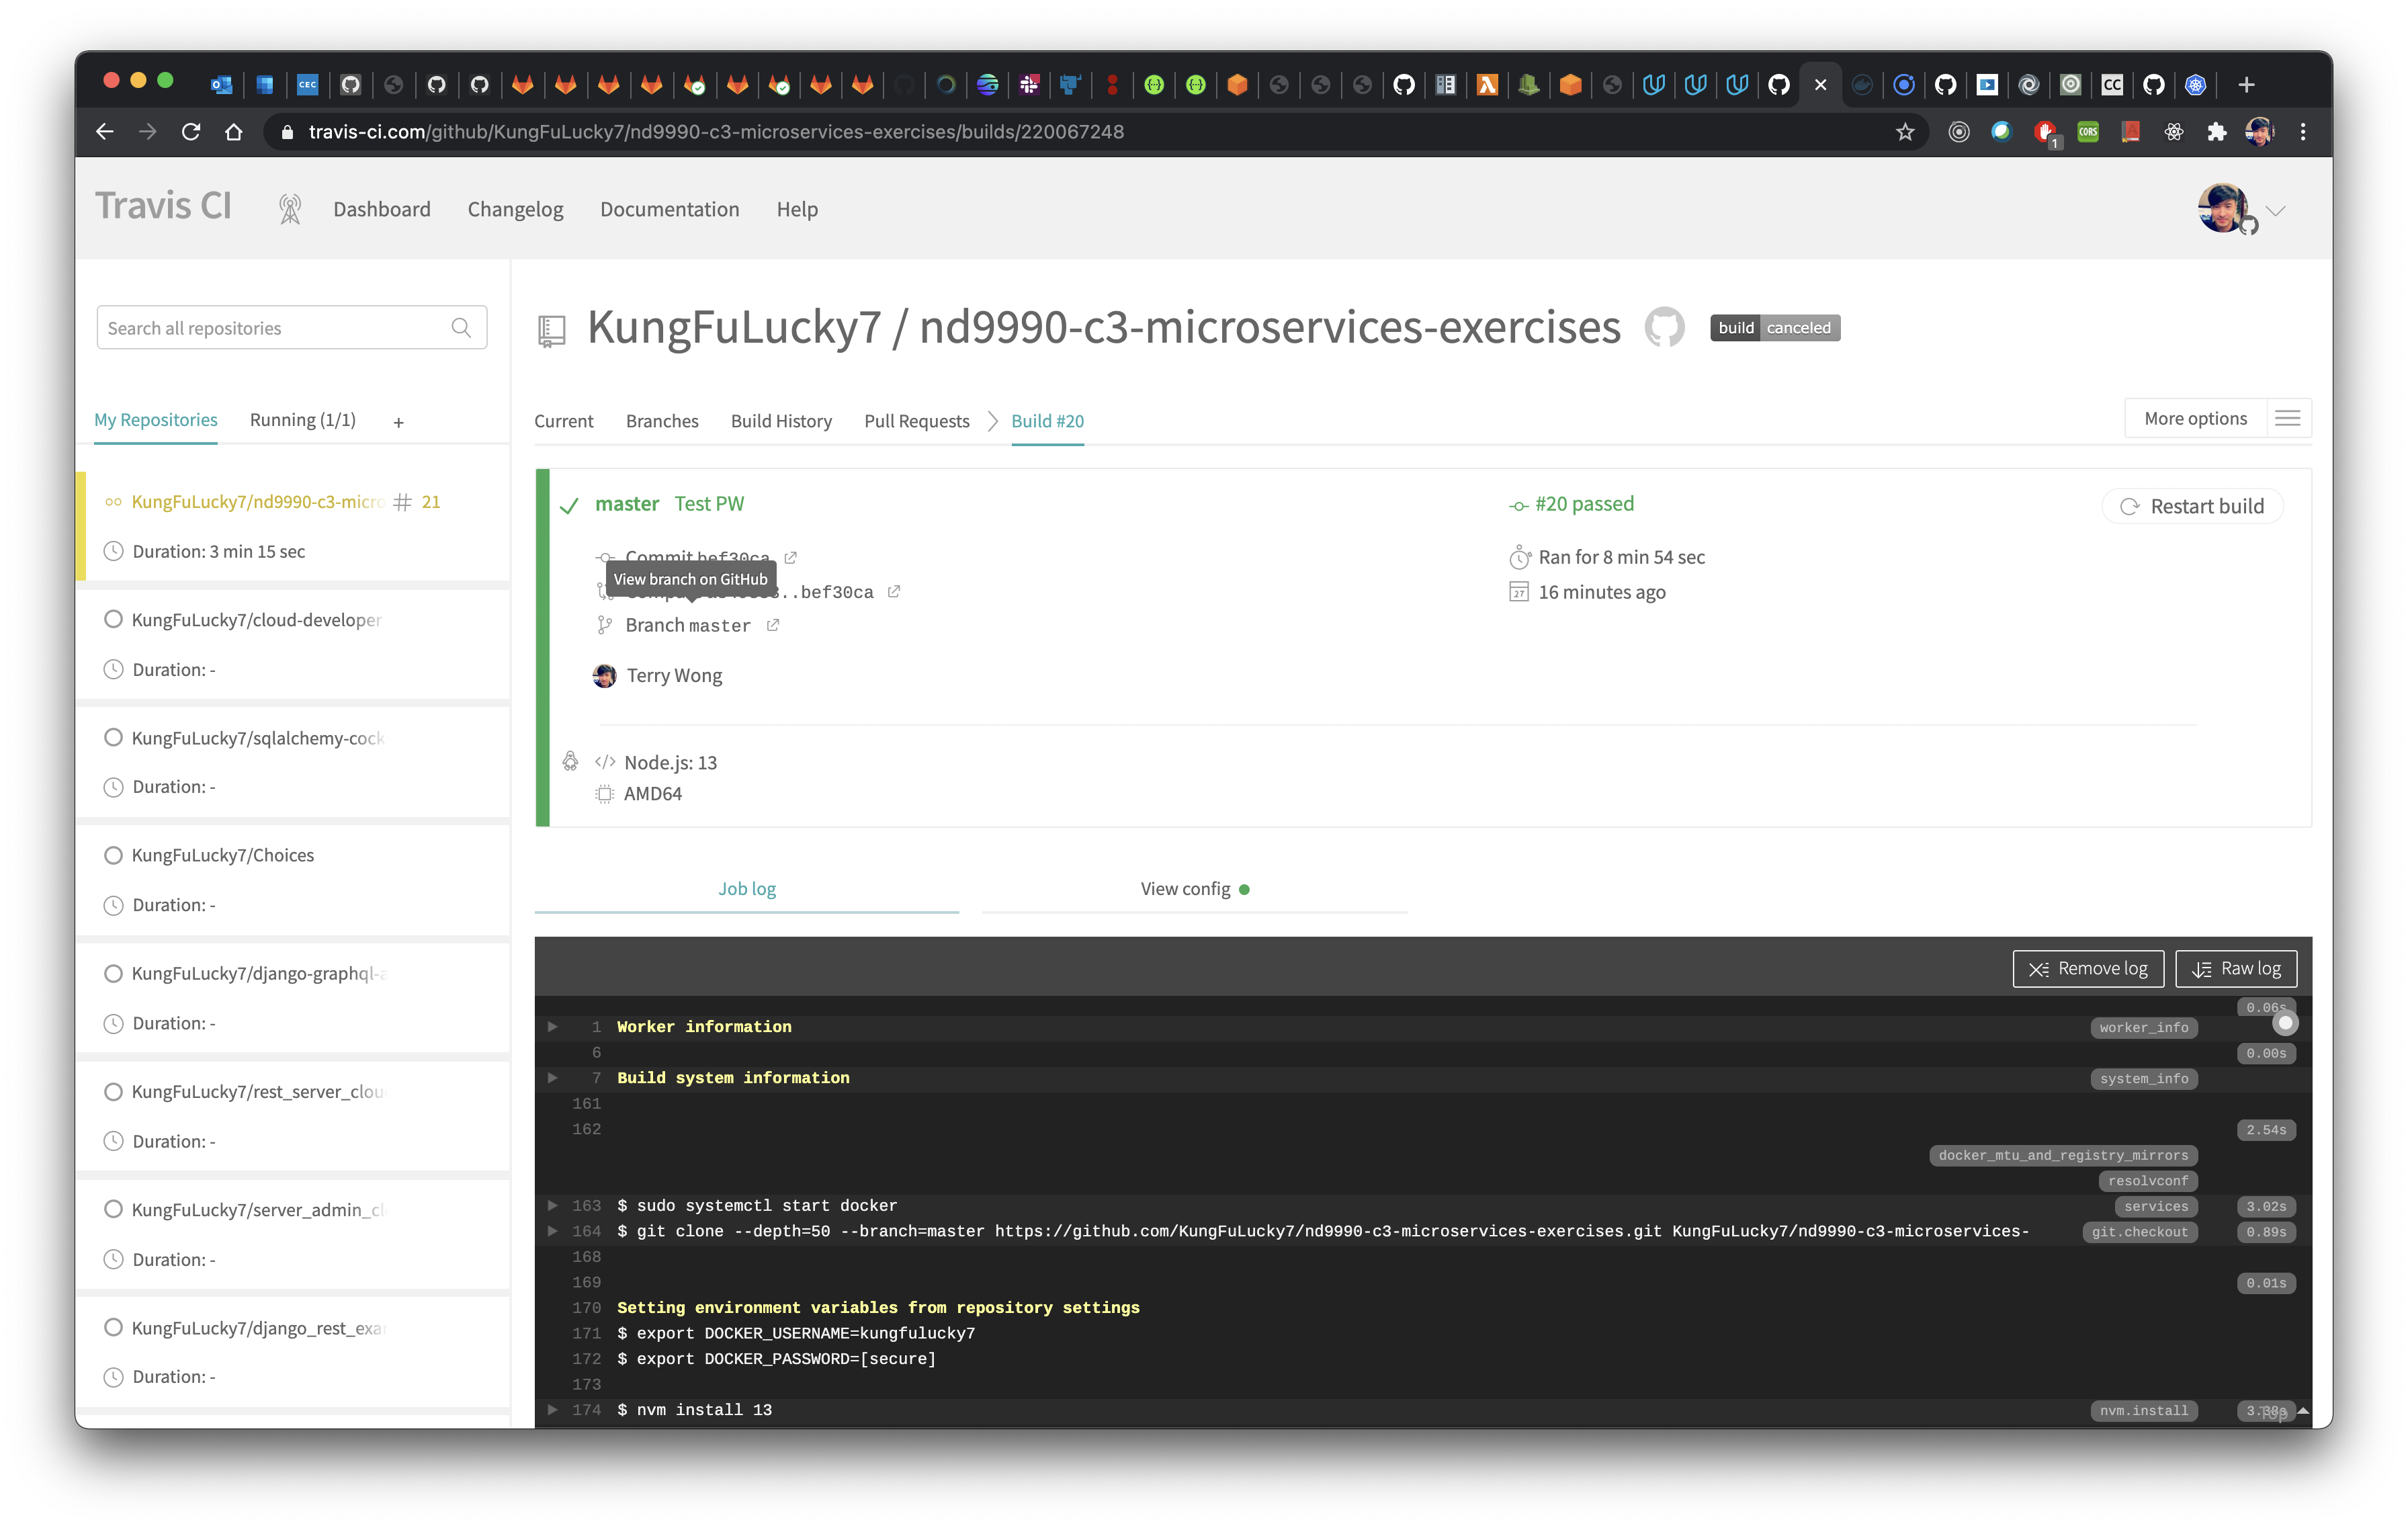 travis-ci.com/github/KungFuLucky7/nd9990-c3-microservices-exercises/builds/220067248
CEC
CC
CORS
1
Travis CI
Dashboard Changelog Documentation Help
Search all repositories
My Repositories Running (1/1) +
KungFuLucky7/nd9990-c3-micro # 21
Duration: 3 min 15 sec
KungFuLucky7/cloud-developer
Duration: -
KungFuLucky7/sqlalchemy-cock
Duration: -
KungFuLucky7/Choices
Duration: -
KungFuLucky7/django-graphql-a
Duration: -
KungFuLucky7/rest_server_clou
Duration: -
KungFuLucky7/server_admin_cl
Duration: -
KungFuLucky7/django_rest_exa
Duration: -
KungFuLucky7 / nd9990-c3-microservices-exercises build canceled
Current Branches Build History Pull Requests Build #20
More options
master Test PW
#20 passed
Restart build
Commit bef30ca
Ran for 8 min 54 sec
View branch on GitHub
..bef30ca
27 16 minutes ago
Branch master
Terry Wong
</> Node.js: 13
AMD64
Job log View config
Remove log Raw log
0.06s
1 Worker information worker_info
6 0.00s
7 Build system information system_info
161
162 2.54s
docker_mtu_and_registry_mirrors
resolvconf
163 $ sudo systemctl start docker services 3.02s
164 $ git clone --depth=50 --branch=master https://github.com/KungFuLucky7/nd9990-c3-microservices-exercises.git KungFuLucky7/nd9990-c3-microservices- git.checkout 0.89s
168
169 0.01s
170 Setting environment variables from repository settings
171 $ export DOCKER_USERNAME=kungfulucky7
172 $ export DOCKER_PASSWORD=[secure]
173
174 $ nvm install 13 nvm.install
Top